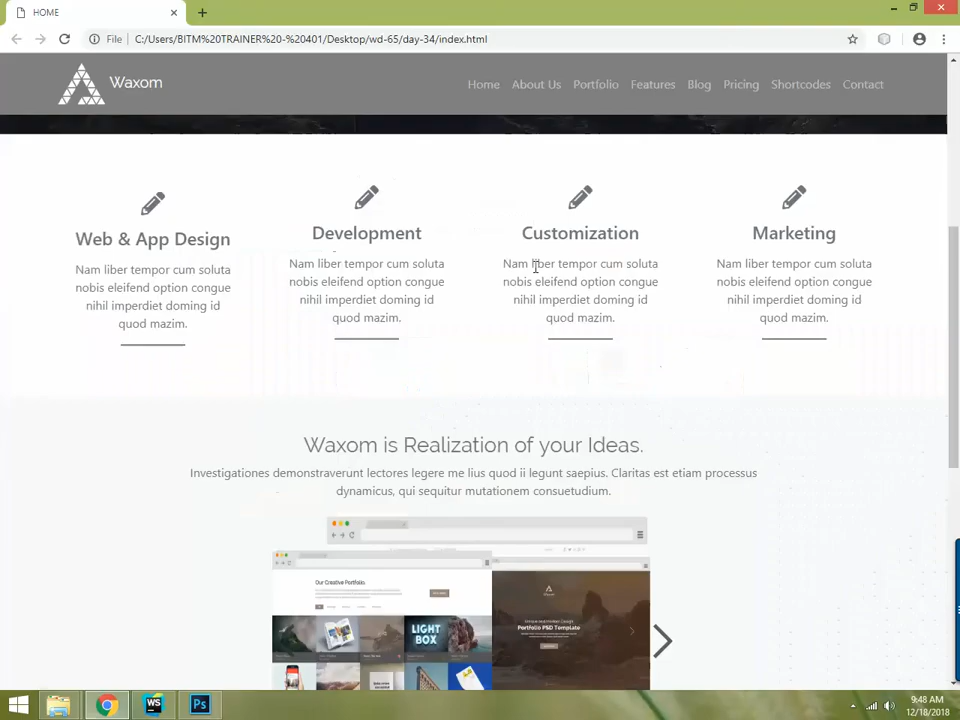 HOME
File C:/Users/BITM%20TRAINER%20-%20401/Desktop/wd-65/day-34/index.html
Waxom Home About Us Portfolio Features Blog Pricing Shortcodes Contact
Web & App Design
Nam liber tempor cum soluta
nobis eleifend option congue
nihil imperdiet doming id
quod mazim.
Development
Nam liber tempor cum soluta
nobis eleifend option congue
nihil imperdiet doming id
quod mazim.
Customization
Nam liber tempor cum soluta
nobis eleifend option congue
nihil imperdiet doming id
quod mazim.
Marketing
Nam liber tempor cum soluta
nobis eleifend option congue
nihil imperdiet doming id
quod mazim.
Waxom is Realization of your Ideas.
Investigationes demonstraverunt lectores legere me lius quod ii legunt saepius. Claritas est etiam processus
dynamicus, qui sequitur mutationem consuetudium.
Our Creative Portfolio.
LIGHT
BOX
Portfolio PSD Template
WS
Ps
9:48 AM
12/18/2018